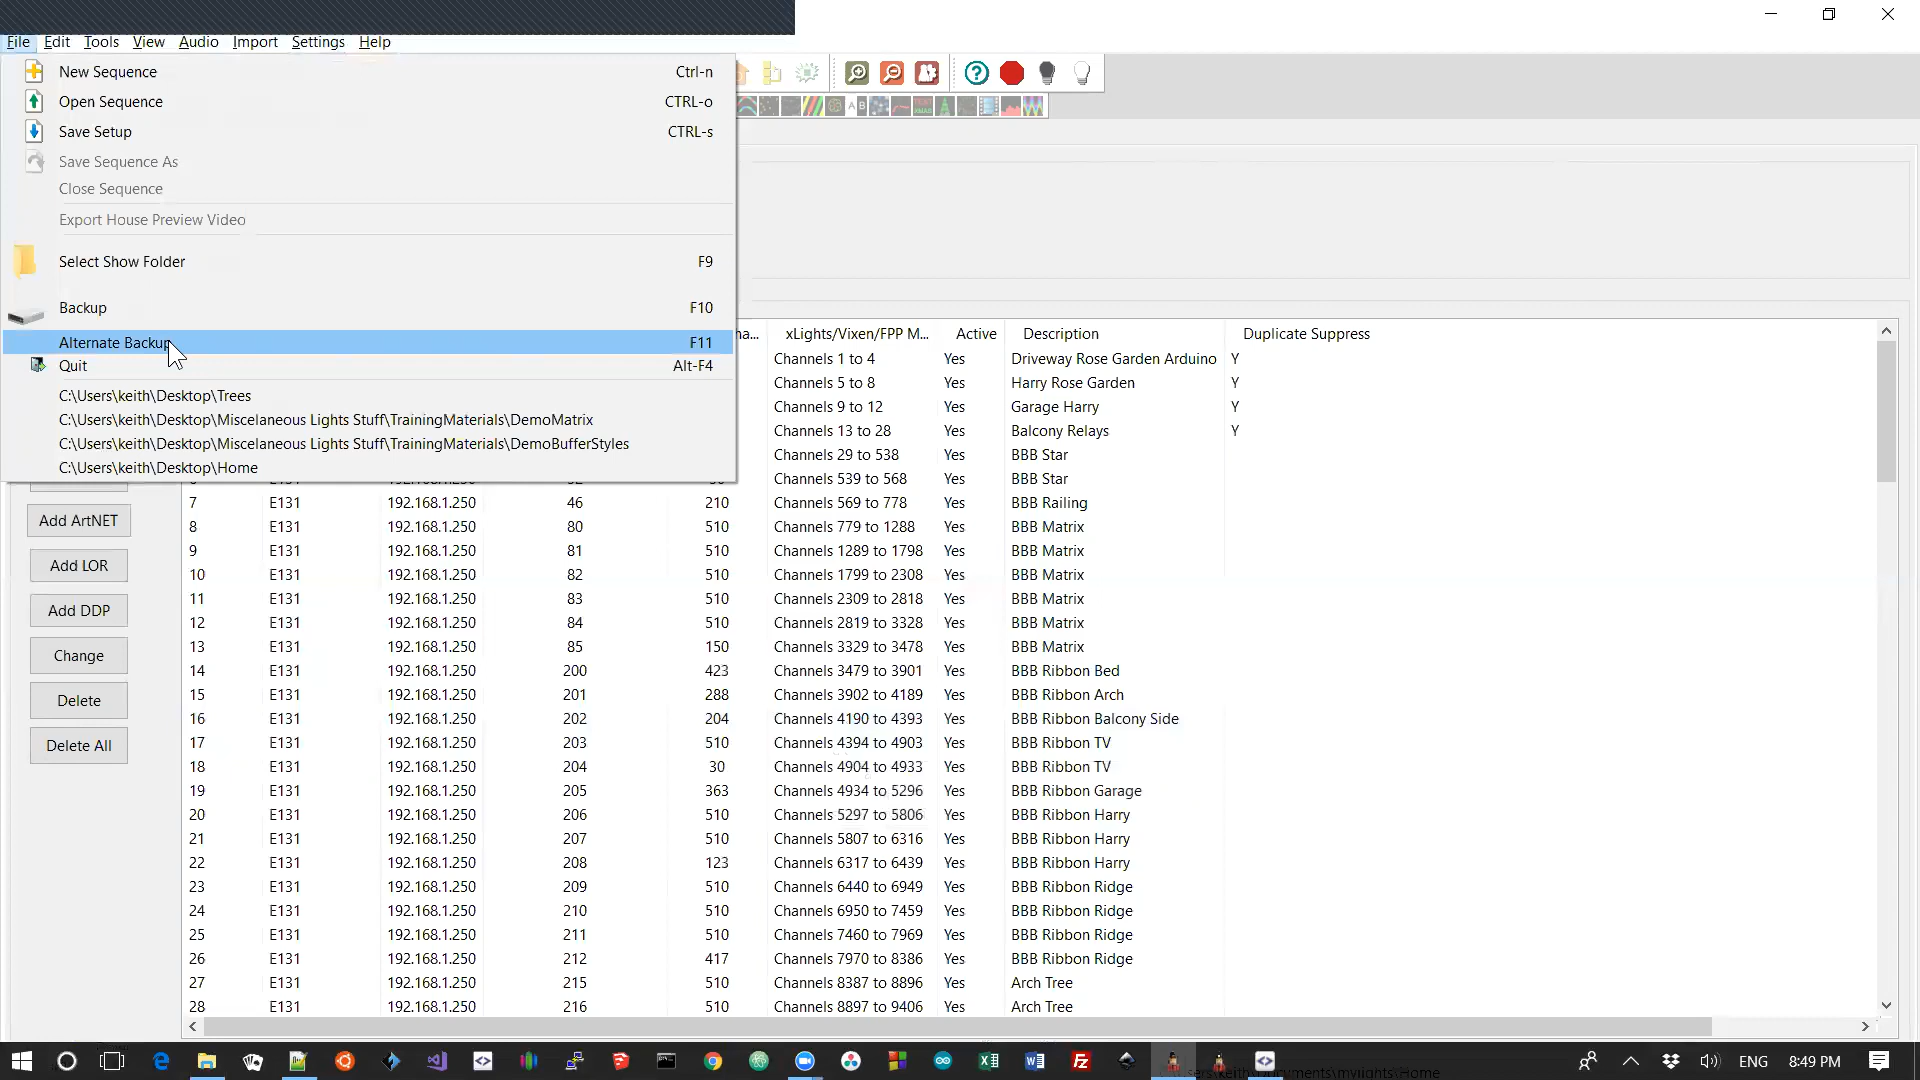 File Edit Tools View Audio Import Settings Help
New Sequence Ctrl-n
Open Sequence CTRL-o
Save Setup CTRL-s
Save Sequence As
Close Sequence
Export House Preview Video
Select Show Folder F9
Backup F10
Alternate Backup F11
Quit Alt-F4
C:\Users\keith\Desktop\Trees
C:\Users\keith\Desktop\Miscelaneous Lights Stuff\TrainingMaterials\DemoMatrix
C:\Users\keith\Desktop\Miscelaneous Lights Stuff\TrainingMaterials\DemoBufferStyles
C:\Users\keith\Desktop\Home
xLights/Vixen/FPP M... Active Description Duplicate Suppress
Channels 1 to 4 Yes Driveway Rose Garden Arduino Y
Channels 5 to 8 Yes Harry Rose Garden Y
Channels 9 to 12 Yes Garage Harry Y
Channels 13 to 28 Yes Balcony Relays Y
Channels 29 to 538 Yes BBB Star
Channels 539 to 568 Yes BBB Star
7 E131 192.168.1.250 46 210 Channels 569 to 778 Yes BBB Railing
8 E131 192.168.1.250 80 510 Channels 779 to 1288 Yes BBB Matrix
9 E131 192.168.1.250 81 510 Channels 1289 to 1798 Yes BBB Matrix
10 E131 192.168.1.250 82 510 Channels 1799 to 2308 Yes BBB Matrix
11 E131 192.168.1.250 83 510 Channels 2309 to 2818 Yes BBB Matrix
12 E131 192.168.1.250 84 510 Channels 2819 to 3328 Yes BBB Matrix
13 E131 192.168.1.250 85 150 Channels 3329 to 3478 Yes BBB Matrix
14 E131 192.168.1.250 200 423 Channels 3479 to 3901 Yes BBB Ribbon Bed
15 E131 192.168.1.250 201 288 Channels 3902 to 4189 Yes BBB Ribbon Arch
16 E131 192.168.1.250 202 204 Channels 4190 to 4393 Yes BBB Ribbon Balcony Side
17 E131 192.168.1.250 203 510 Channels 4394 to 4903 Yes BBB Ribbon TV
18 E131 192.168.1.250 204 30 Channels 4904 to 4933 Yes BBB Ribbon TV
19 E131 192.168.1.250 205 363 Channels 4934 to 5296 Yes BBB Ribbon Garage
20 E131 192.168.1.250 206 510 Channels 5297 to 5806 Yes BBB Ribbon Harry
21 E131 192.168.1.250 207 510 Channels 5807 to 6316 Yes BBB Ribbon Harry
22 E131 192.168.1.250 208 123 Channels 6317 to 6439 Yes BBB Ribbon Harry
23 E131 192.168.1.250 209 510 Channels 6440 to 6949 Yes BBB Ribbon Ridge
24 E131 192.168.1.250 210 510 Channels 6950 to 7459 Yes BBB Ribbon Ridge
25 E131 192.168.1.250 211 510 Channels 7460 to 7969 Yes BBB Ribbon Ridge
26 E131 192.168.1.250 212 417 Channels 7970 to 8386 Yes BBB Ribbon Ridge
27 E131 192.168.1.250 215 510 Channels 8387 to 8896 Yes Arch Tree
28 E131 192.168.1.250 216 510 Channels 8897 to 9406 Yes Arch Tree
Add ArtNET
Add LOR
Add DDP
Change
Delete
Delete All
ENG 8:49 PM